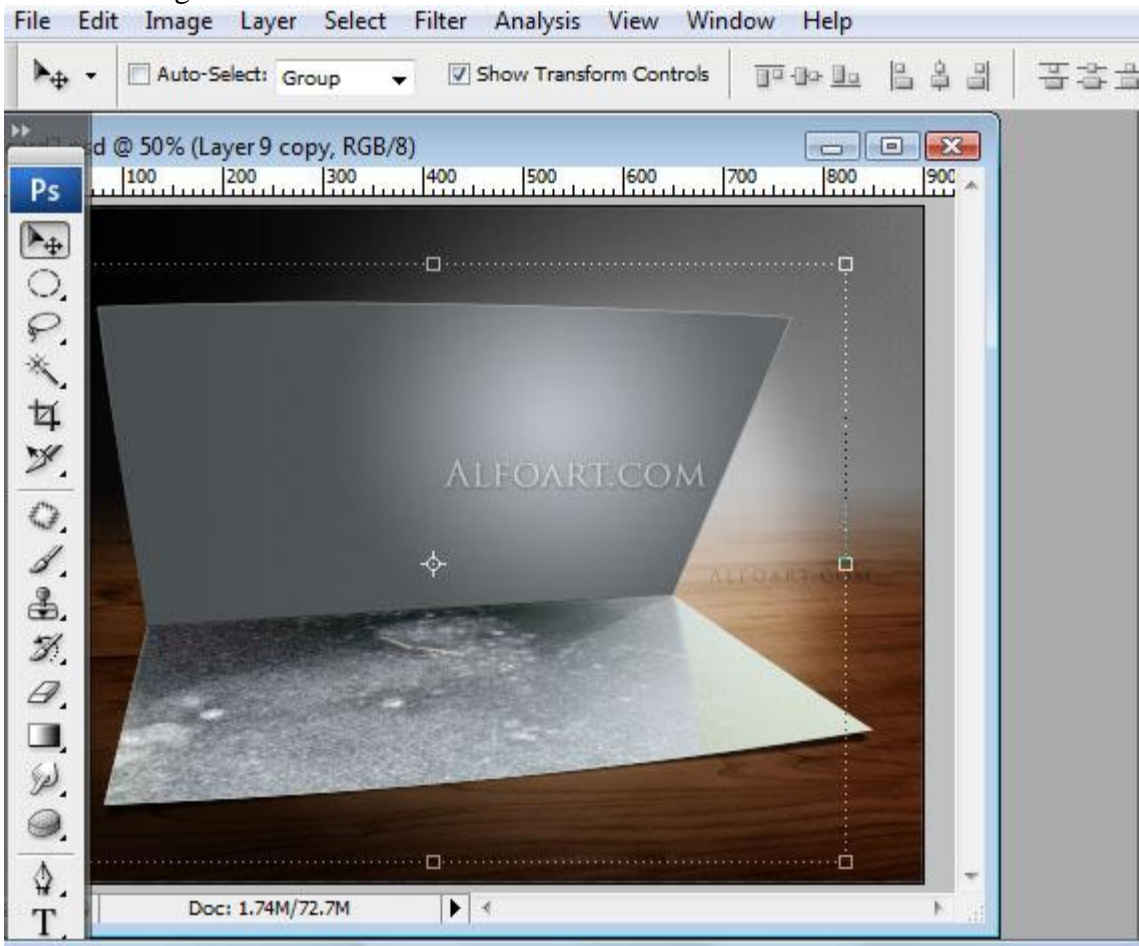 File Edit Image Layer Select Filter Analysis View Window Help
Auto-Select: Group Show Transform Controls
d @ 50% (Layer 9 copy, RGB/8)
Ps
100 200 300 400 500 600 700 800 900
ALFOART.COM
ALFOART.COM
T
Doc: 1.74M/72.7M